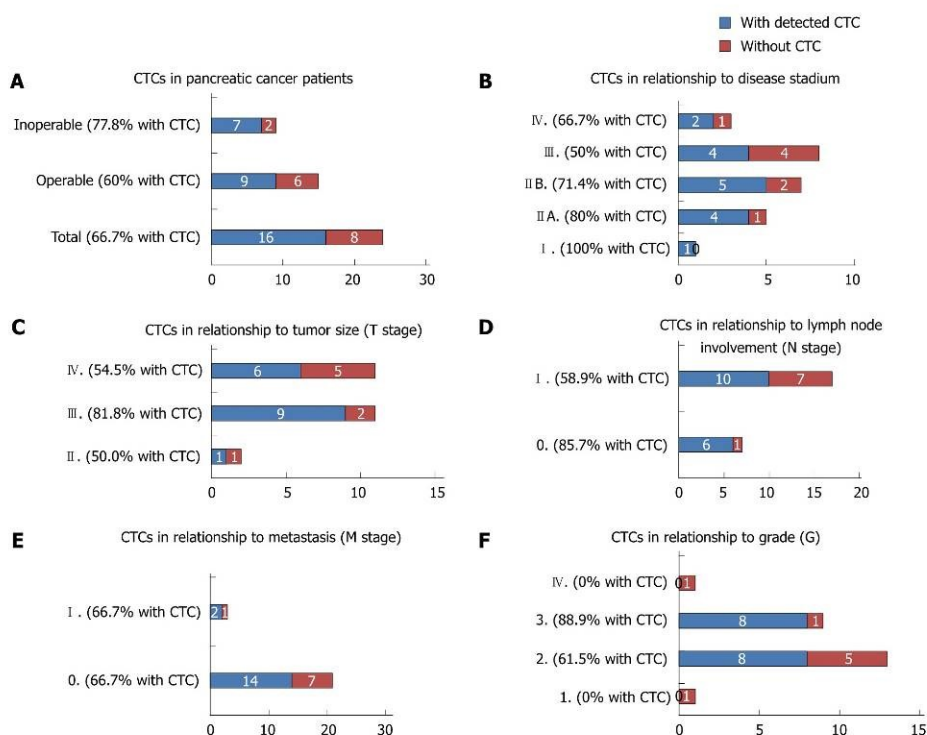 With detected CTC
Without CTC
A
CTCs in pancreatic cancer patients
Inoperable (77.8% with CTC)
7 2
Operable (60% with CTC)
9 6
Total (66.7% with CTC)
16 8
0 10 20 30
B
CTCs in relationship to disease stadium
Ⅳ. (66.7% with CTC)
2 1
Ⅲ. (50% with CTC)
4 4
ⅡB. (71.4% with CTC)
5 2
ⅡA. (80% with CTC)
4 1
Ⅰ. (100% with CTC)
1 0
0 5 10
C
CTCs in relationship to tumor size (T stage)
Ⅳ. (54.5% with CTC)
6 5
Ⅲ. (81.8% with CTC)
9 2
Ⅱ. (50.0% with CTC)
1 1
0 5 10 15
D
CTCs in relationship to lymph node
involvement (N stage)
Ⅰ. (58.9% with CTC)
10 7
0. (85.7% with CTC)
6 1
0 5 10 15 20
E
CTCs in relationship to metastasis (M stage)
Ⅰ. (66.7% with CTC)
2 1
0. (66.7% with CTC)
14 7
0 10 20 30
F
CTCs in relationship to grade (G)
Ⅳ. (0% with CTC)
0 1
3. (88.9% with CTC)
8 1
2. (61.5% with CTC)
8 5
1. (0% with CTC)
0 1
0 5 10 15